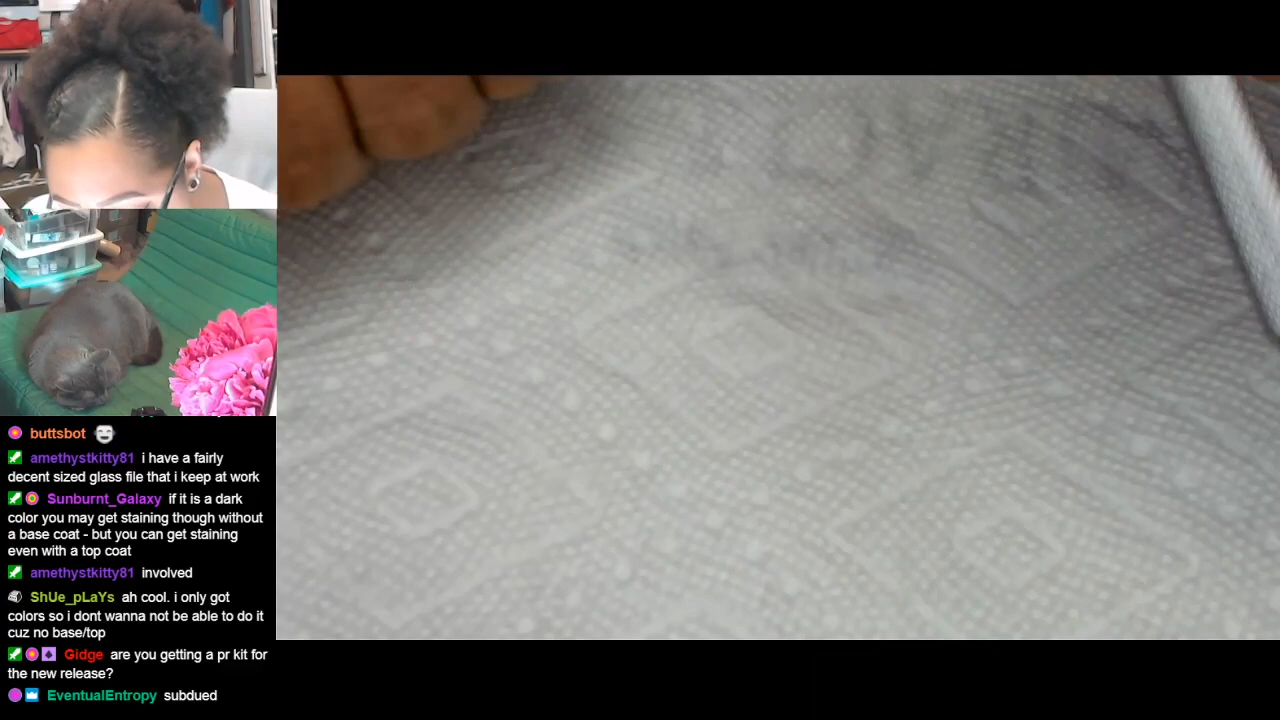 buttsbot
amethystkitty81 i have a fairly
decent sized glass file that i keep at work
Sunburnt_Galaxy if it is a dark
color you may get staining though without
a base coat - but you can get staining
even with a top coat
amethystkitty81 involved
ShUe_pLaYs ah cool. i only got
colors so i dont wanna not be able to do it
cuz no base/top
Gidge are you getting a pr kit for
the new release?
EventualEntropy subdued